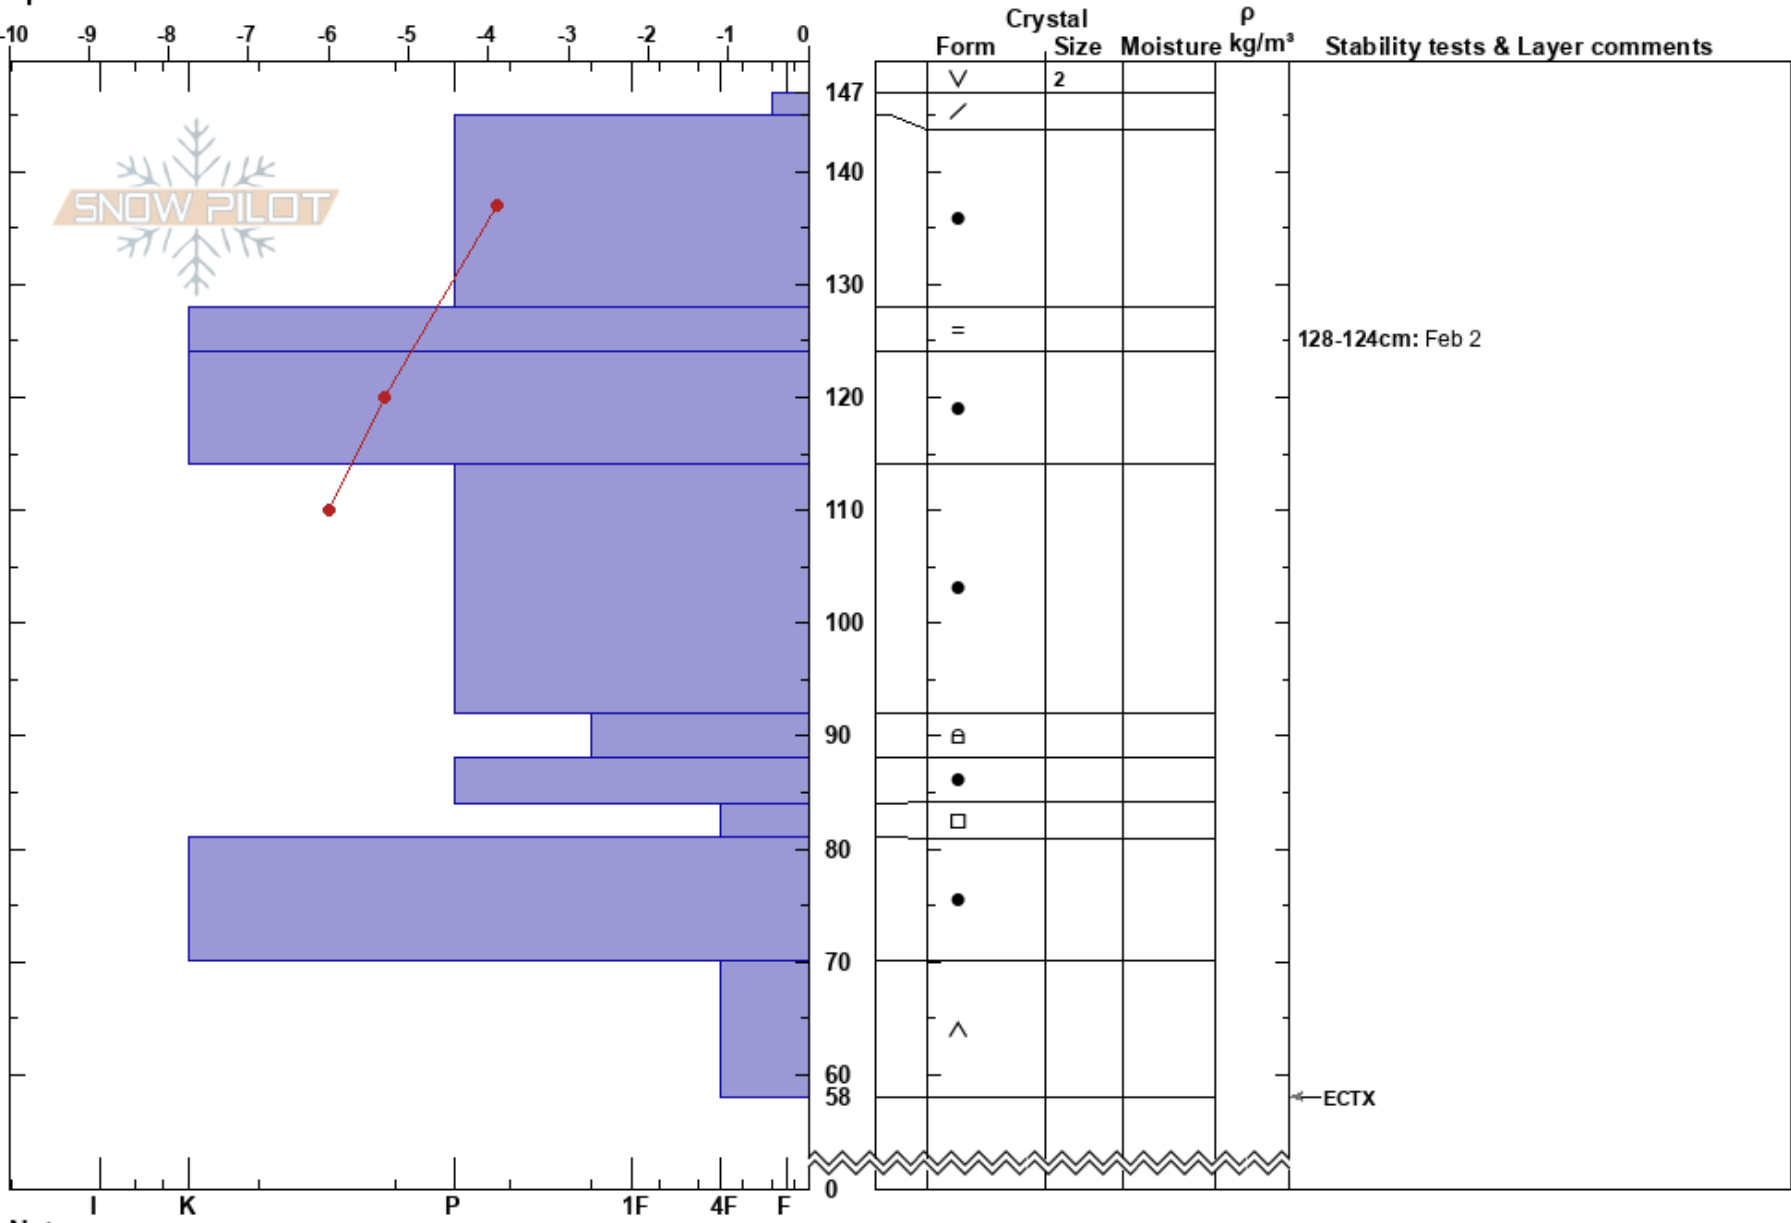 -10 -9 -8 -7 -6 -5 -4 -3 -2 -1 0
Crystal
ρ
Form Size Moisture kg/m³ Stability tests & Layer comments
2
147
SNOW PILOT
140
130
128-124cm: Feb 2
120
110
100
90
80
70
60
58
ECTX
0
I K P 1F 4F F